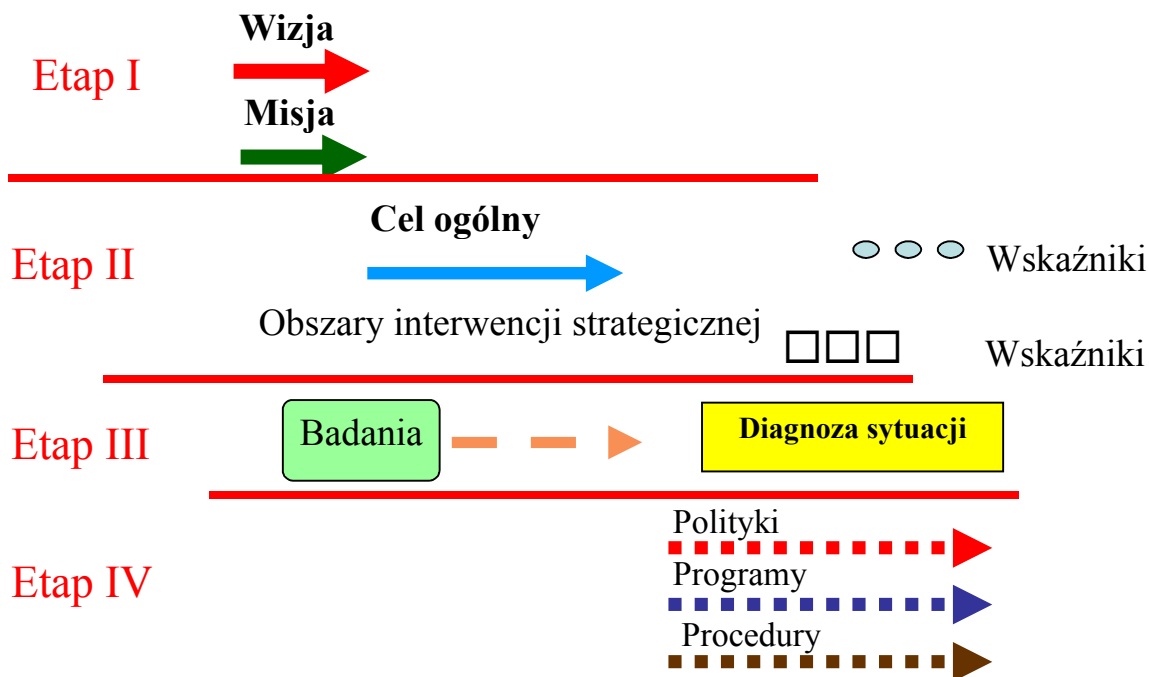 Wizja
Etap I
Misja
Cel ogólny
Etap II
Wskaźniki
Obszary interwencji strategicznej
Wskaźniki
Etap III
Badania
Diagnoza sytuacji
Polityki
Etap IV
Programy
Procedury